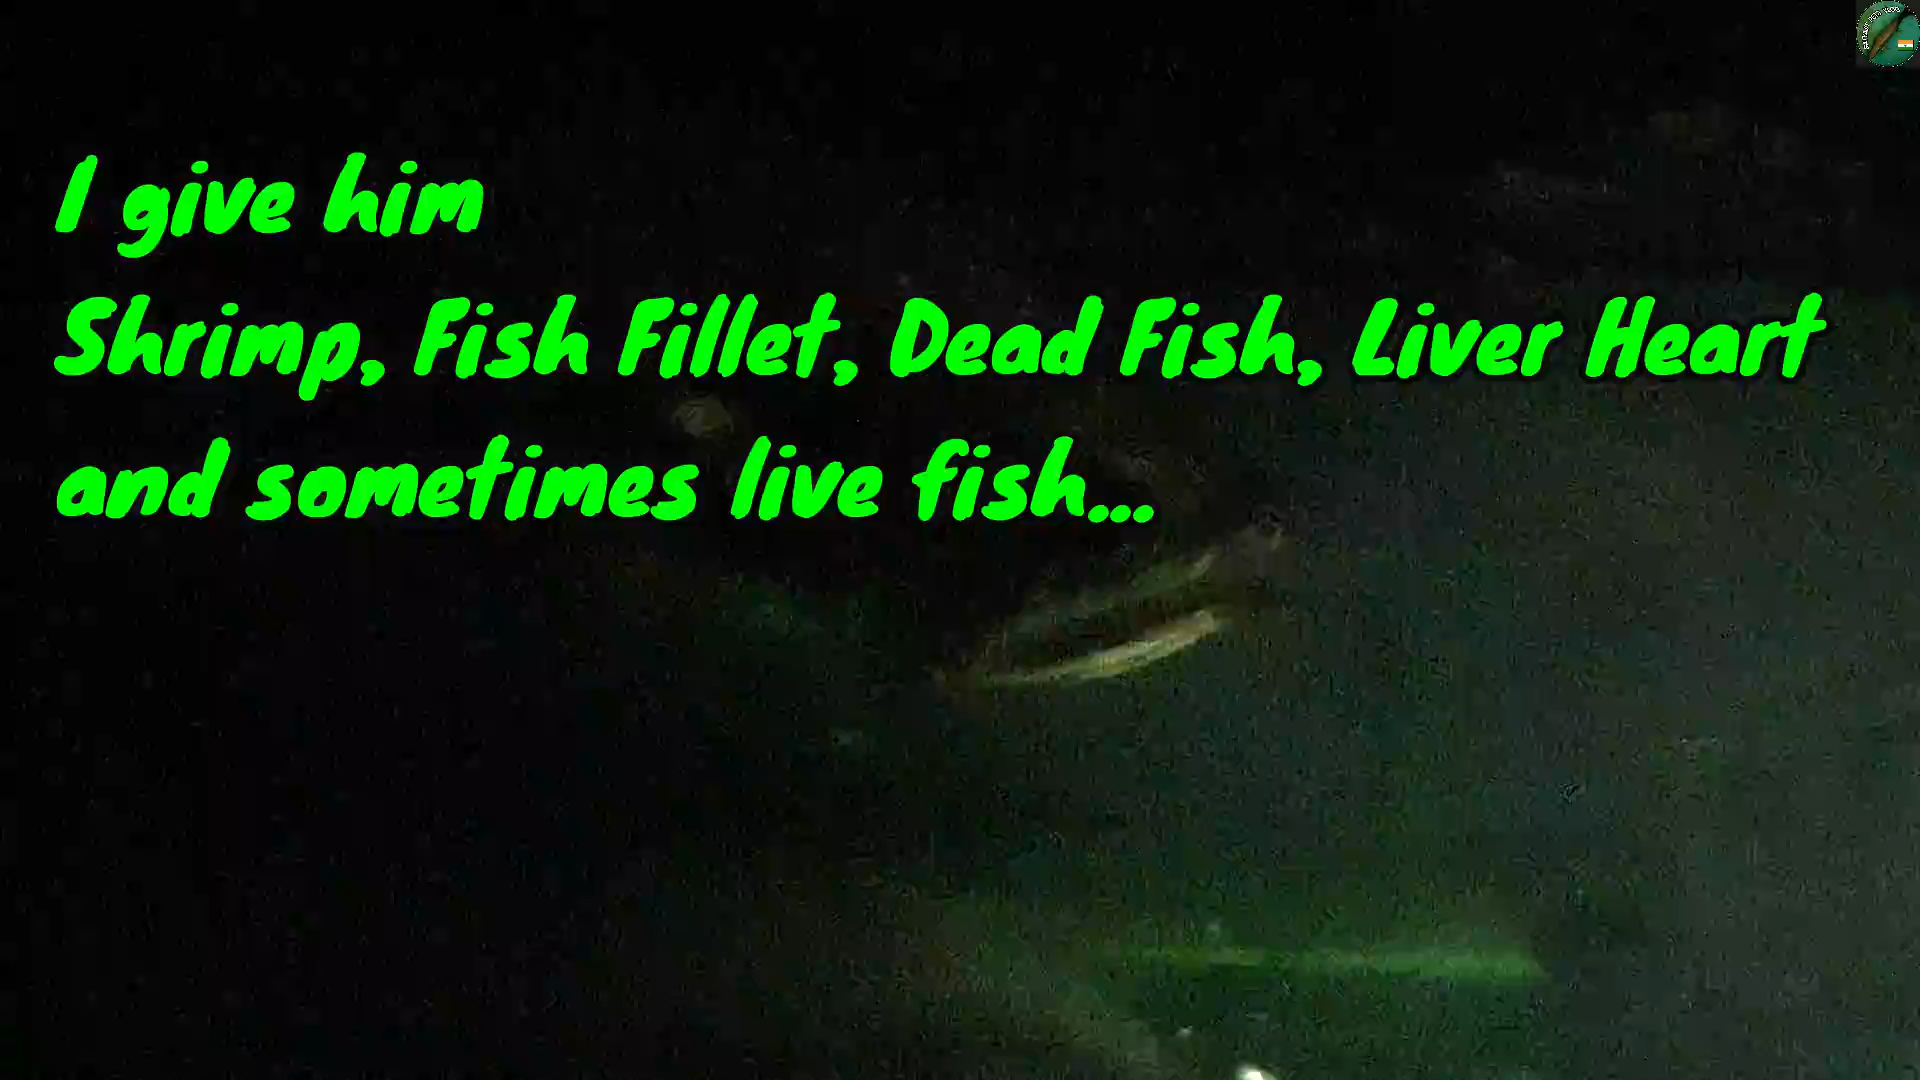 I give him
Shrimp, Fish Fillet, Dead Fish, Liver Heart
and sometimes live fish...